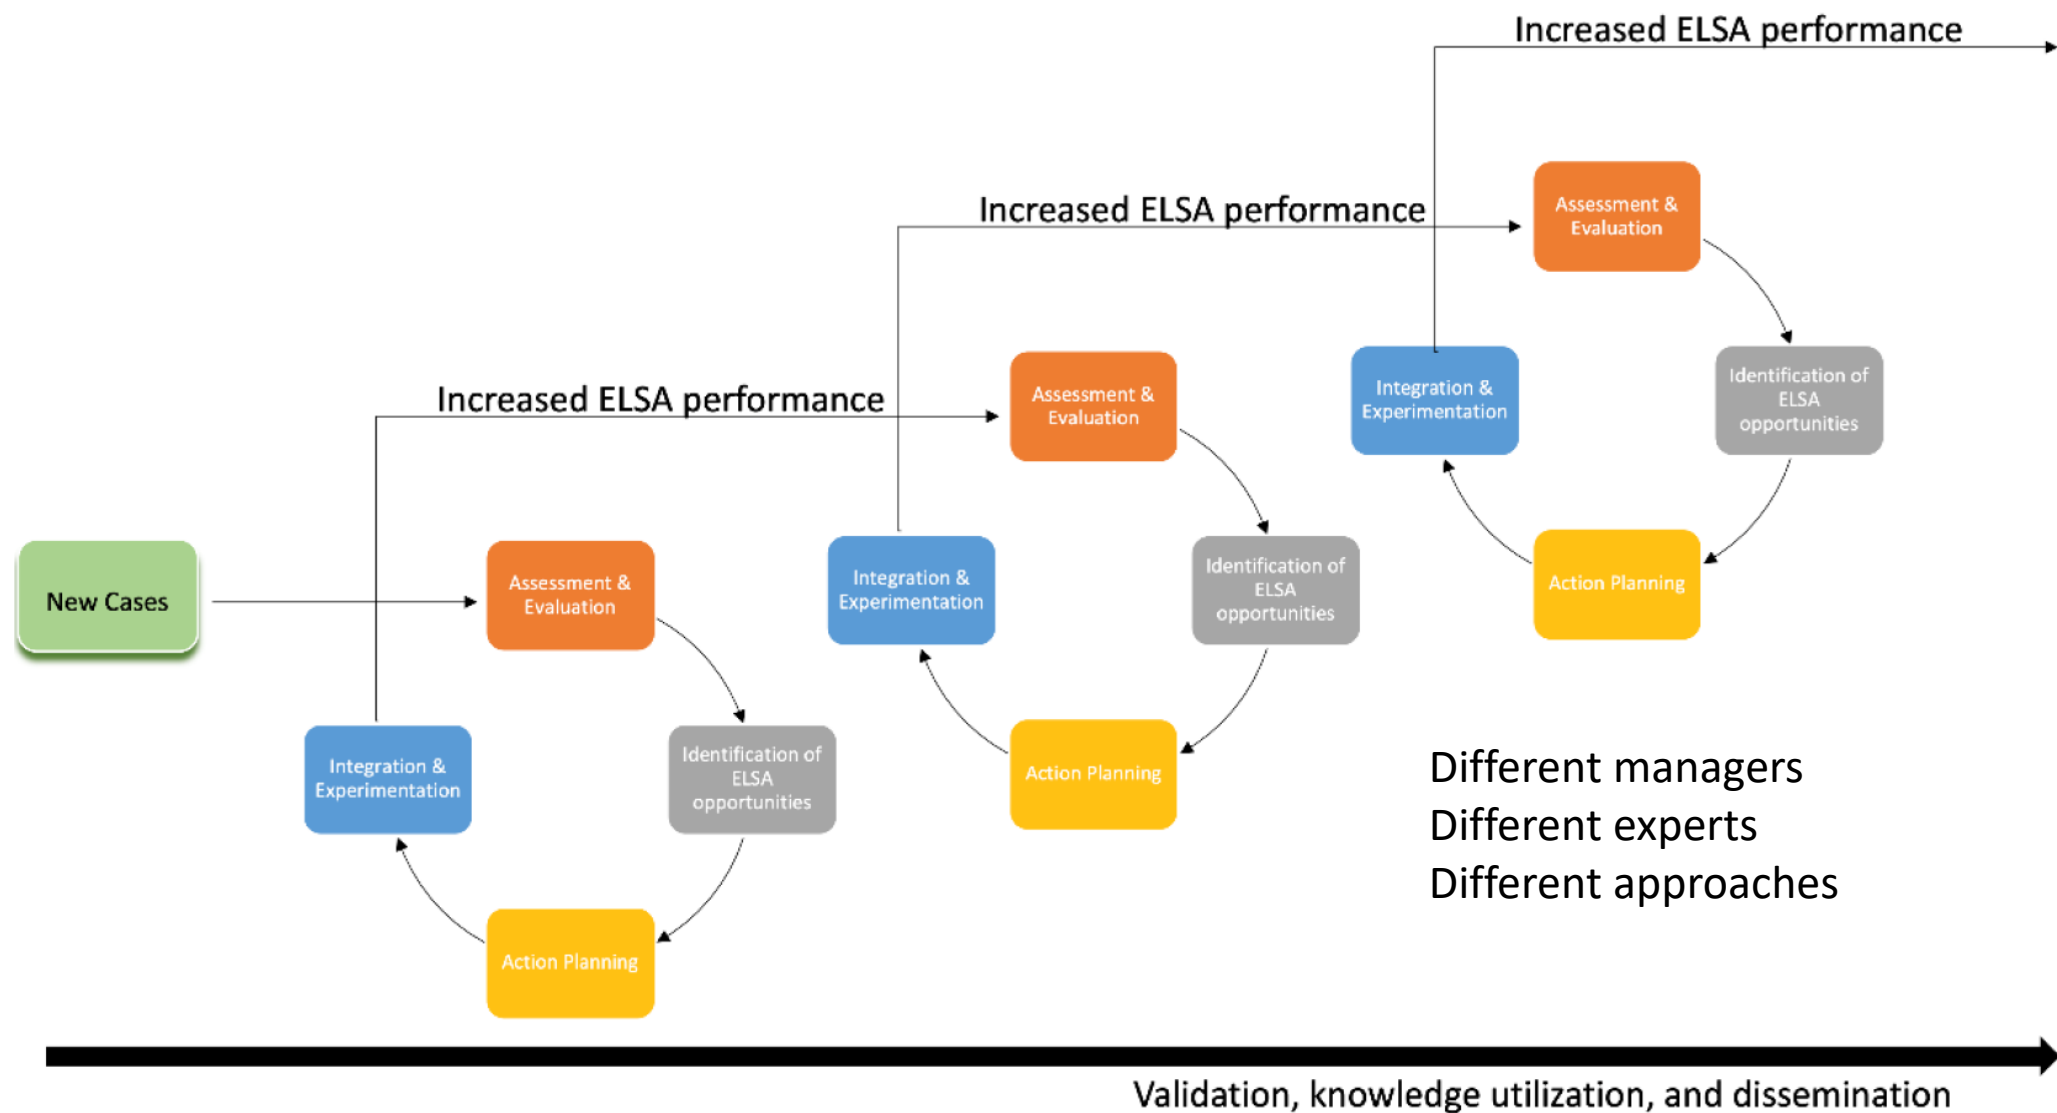 Increased ELSA performance
Assessment &
Evaluation
Increased ELSA performance
Integration &
Experimentation
Identification of
ELSA
opportunities
Assessment &
Evaluation
Increased ELSA performance
Action Planning
Integration &
Experimentation
Identification of
ELSA
opportunities
New Cases
Assessment &
Evaluation
Action Planning
Integration &
Experimentation
Identification of
ELSA
opportunities
Different managers
Different experts
Different approaches
Action Planning
Validation, knowledge utilization, and dissemination